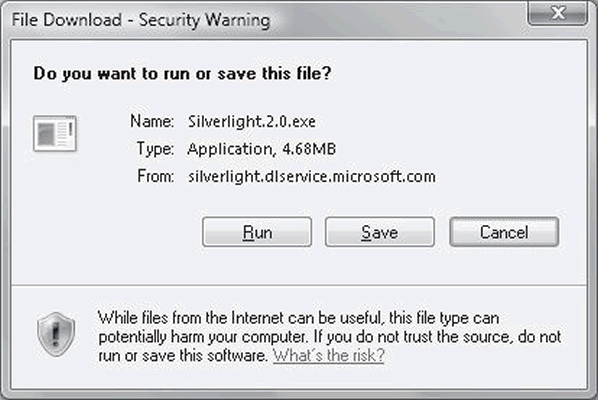 File Download - Security Warning
Do you want to run or save this file?
Name: Silverlight.2.0.exe
Type: Application, 4.68MB
From: silverlight.dlservice.microsoft.com
Run Save Cancel
While files from the Internet can be useful, this file type can
potentially harm your computer. If you do not trust the source, do not
run or save this software. What's the risk?